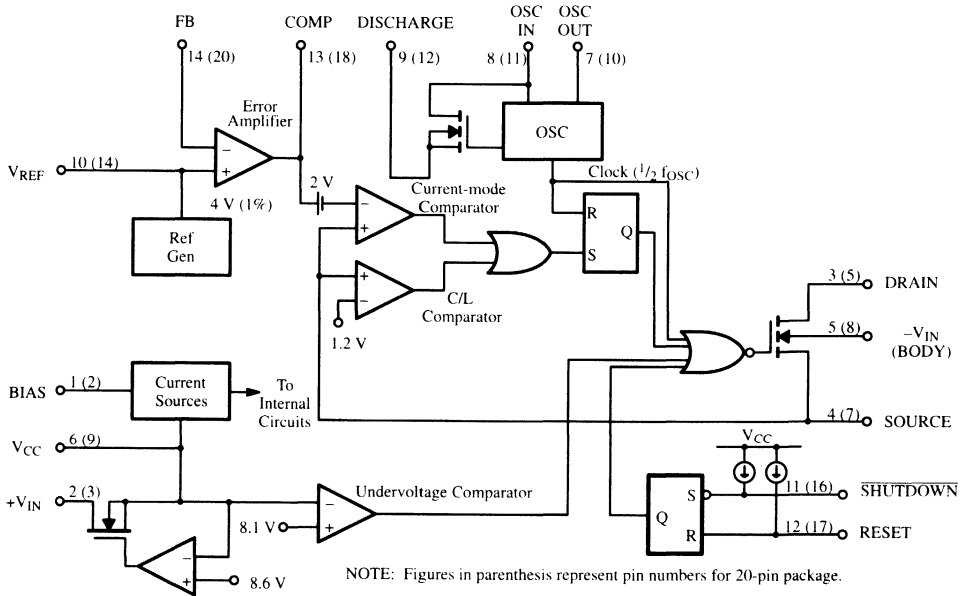 FB
COMP
DISCHARGE
OSC
IN
OSC
OUT
14 (20)
13 (18)
9 (12)
8 (11)
7 (10)
Error
Amplifier
OSC
VREF
10 (14)
−
+
4 V (1%)
2 V
Current-mode
Comparator
Clock (1/2 fOSC)
Ref
Gen
−
+
R
S
Q
+
−
C/L
Comparator
1.2 V
3 (5)
DRAIN
5 (8)
−VIN
(BODY)
BIAS
1 (2)
Current
Sources
To
Internal
Circuits
4 (7)
SOURCE
VCC
6 (9)
VCC
+VIN
2 (3)
Undervoltage Comparator
−
+
8.1 V
S
Q
R
11 (16)
SHUTDOWN
12 (17)
RESET
−
+
8.6 V
NOTE: Figures in parenthesis represent pin numbers for 20-pin package.